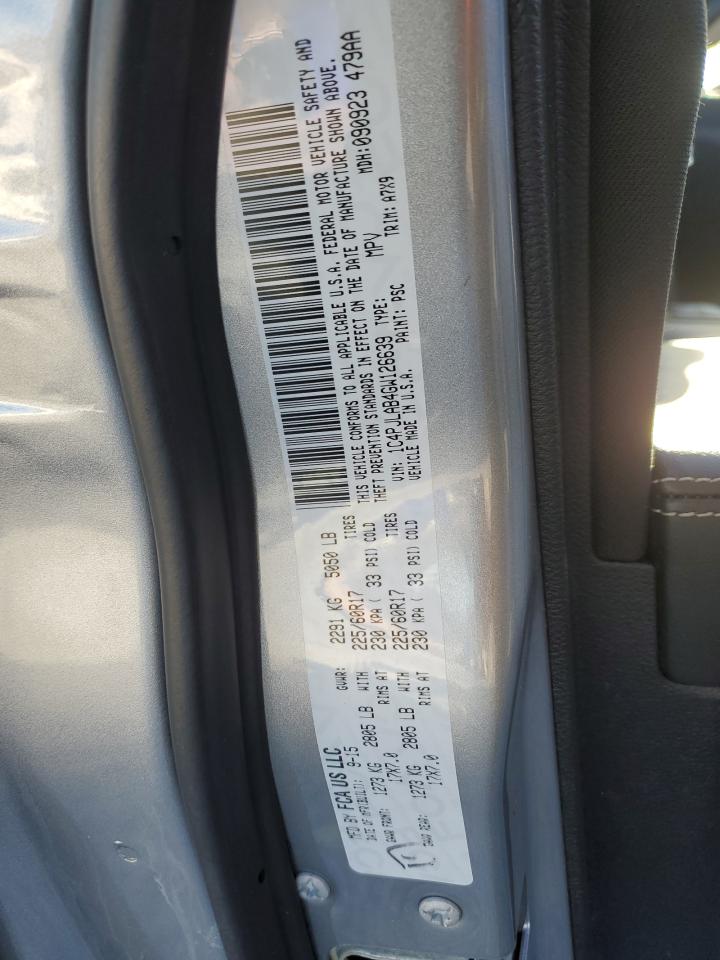 MFD BY FCA US LLC
DATE OF MFR(BUILT): 9-15 GVWR: 2291 KG 5050 LB
GAWR FRONT: 1273 KG 2805 LB WITH 225/60R17 TIRES
17X7.0 RIMS AT 230 KPA ( 33 PSI) COLD
GAWR REAR: 1273 KG 2805 LB WITH 225/60R17 TIRES
17X7.0 RIMS AT 230 KPA ( 33 PSI) COLD
THIS VEHICLE CONFORMS TO ALL APPLICABLE U.S.A. FEDERAL MOTOR VEHICLE SAFETY AND
THEFT PREVENTION STANDARDS IN EFFECT ON THE DATE OF MANUFACTURE SHOWN ABOVE.
VIN: 1C4PJLAB4GW126639 TYPE: MPV MDH:090923 479AA
VEHICLE MADE IN U.S.A. PAINT: PSC TRIM: A7X9